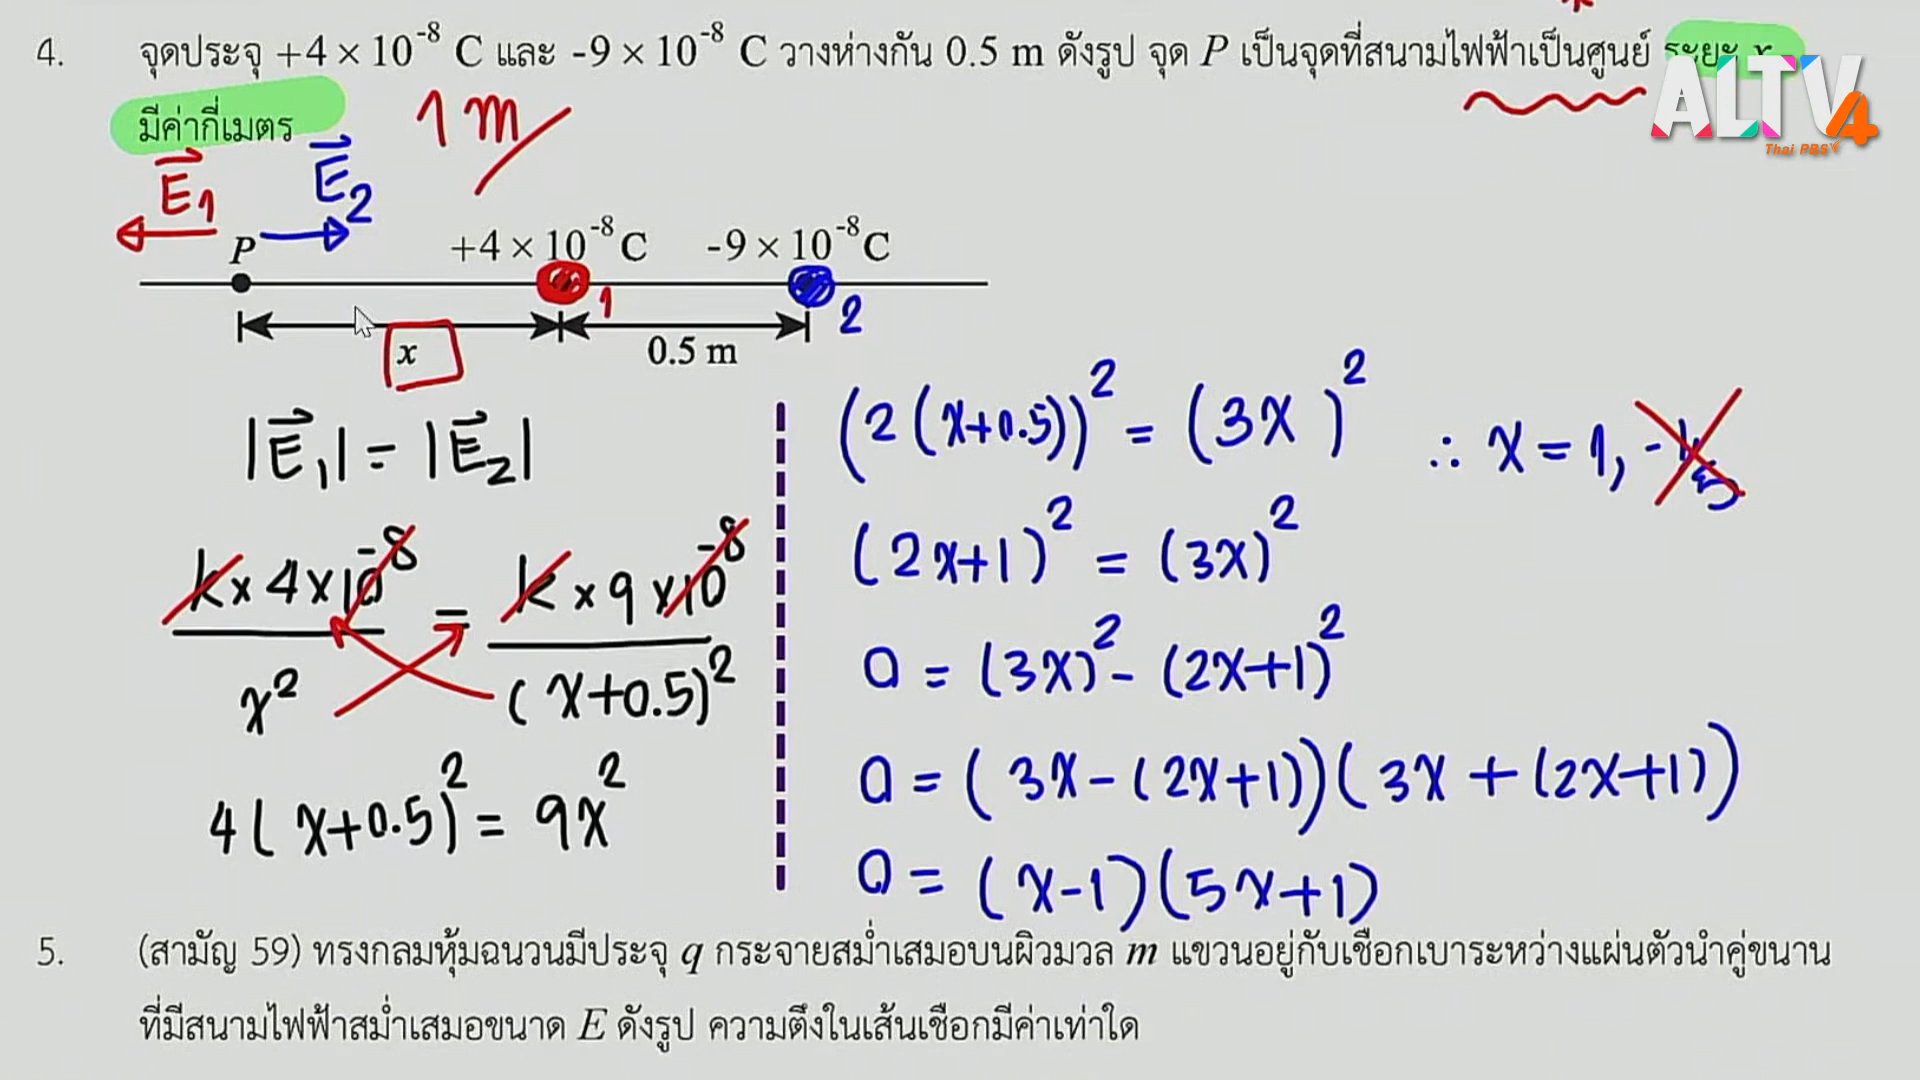 4. จุดประจุ +4 × 10⁻⁸ C และ -9 × 10⁻⁸ C วางห่างกัน 0.5 m ดังรูป จุด P เป็นจุดที่สนามไฟฟ้าเป็นศูนย์ ระยะ x
มีค่ากี่เมตร
1 m
ALTV4
Thai PBS
E₁
E₂
P
+4 × 10⁻⁸ C
-9 × 10⁻⁸ C
1
2
x
0.5 m
|E₁| = |E₂|
k × 4 × 10⁻⁸ / x² = k × 9 × 10⁻⁸ / (x+0.5)²
4(x+0.5)² = 9x²
(2(x+0.5))² = (3x)²
(2x+1)² = (3x)²
0 = (3x)² - (2x+1)²
0 = (3x-(2x+1))(3x+(2x+1))
0 = (x-1)(5x+1)
∴ x = 1, -1/5
5. (สามัญ 59) ทรงกลมหุ้มฉนวนมีประจุ q กระจายสม่ำเสมอบนผิวมวล m แขวนอยู่กับเชือกเบาระหว่างแผ่นตัวนำคู่ขนาน
ที่มีสนามไฟฟ้าสม่ำเสมอขนาด E ดังรูป ความตึงในเส้นเชือกมีค่าเท่าใด